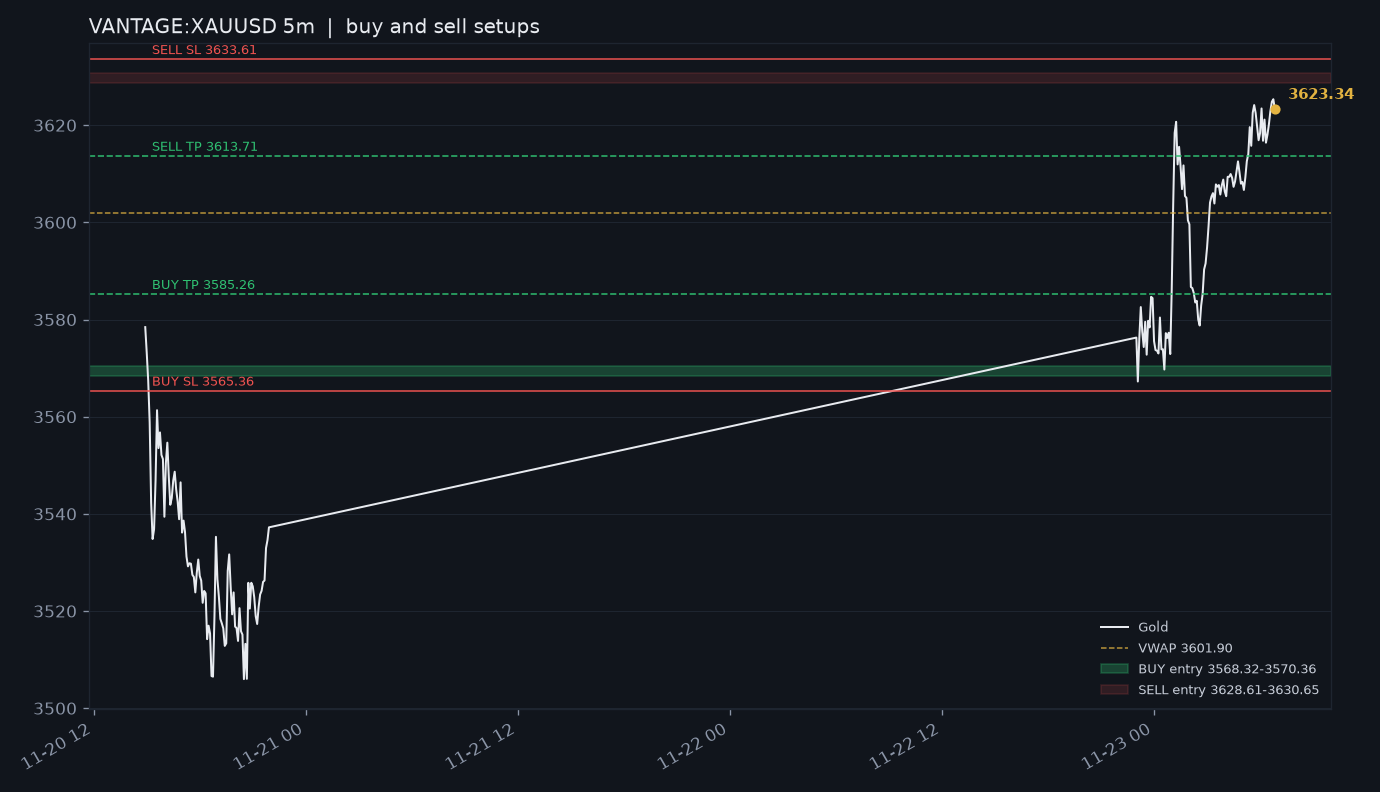 VANTAGE:XAUUSD 5m | buy and sell setups
SELL SL 3633.61
3623.34
3620
SELL TP 3613.71
3600
BUY TP 3585.26
3580
BUY SL 3565.36
3560
3540
3520
3500
Gold
VWAP 3601.90
BUY entry 3568.32-3570.36
SELL entry 3628.61-3630.65
11-20 12
11-21 00
11-21 12
11-22 00
11-22 12
11-23 00